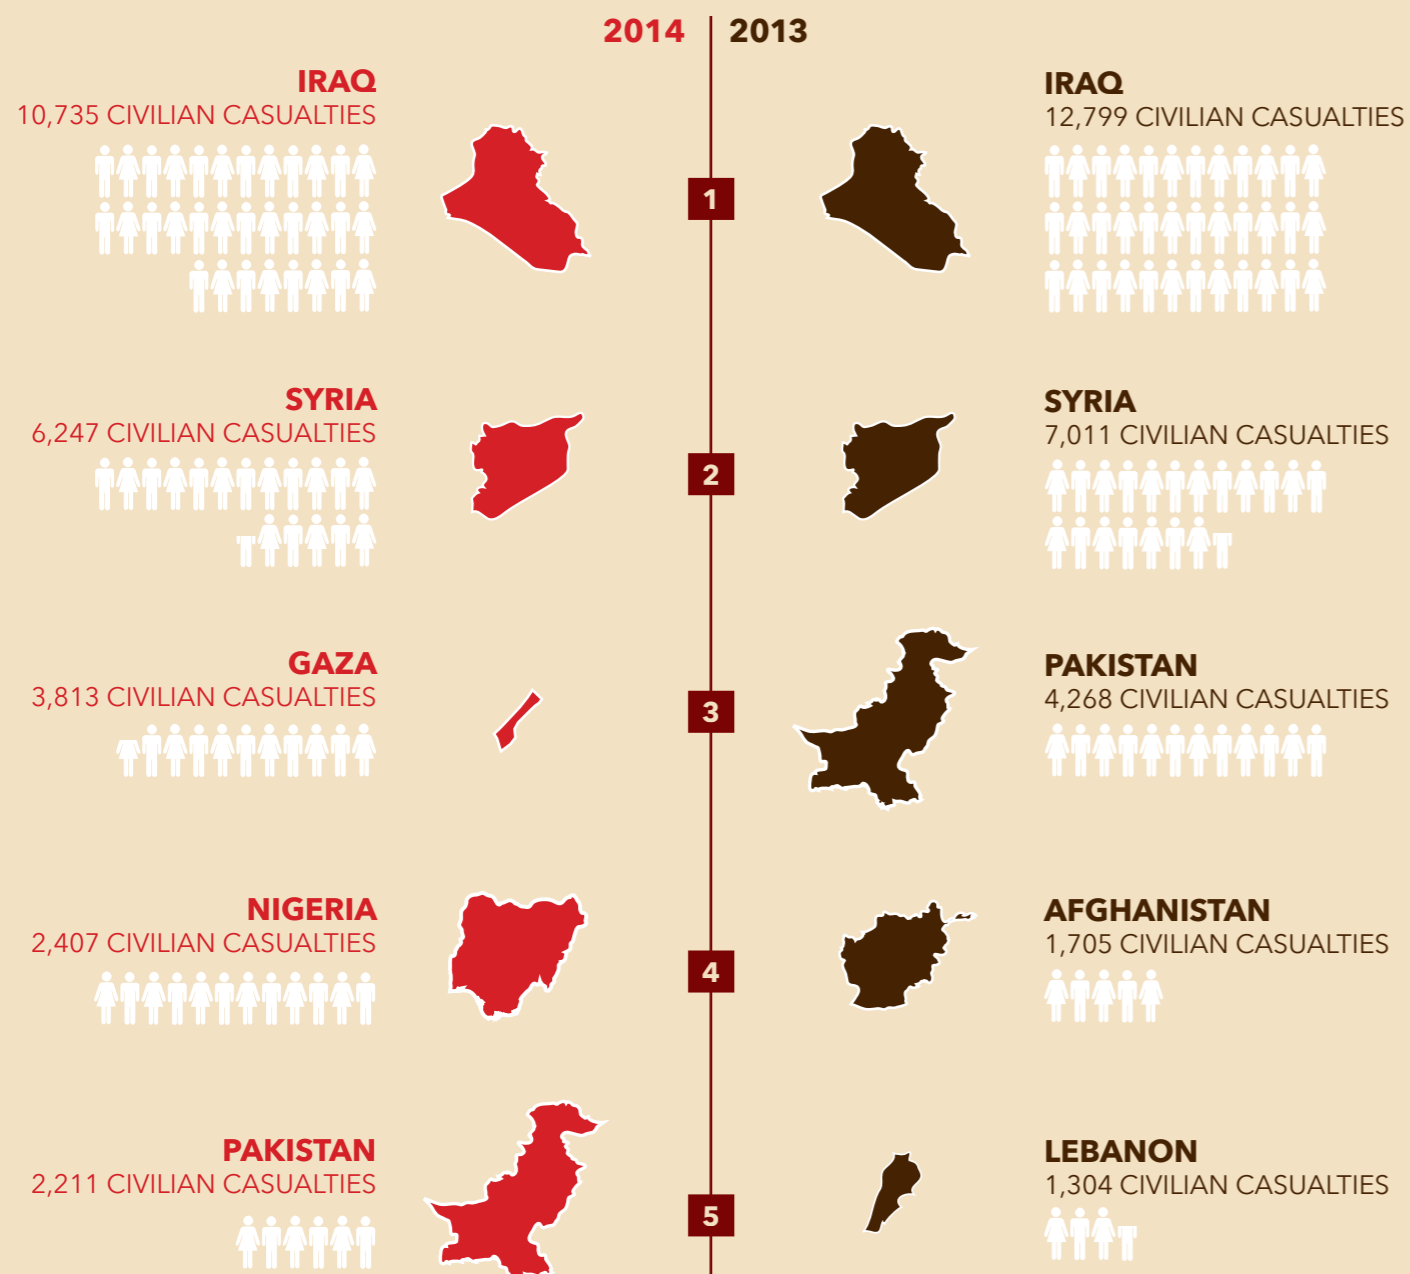 2014 2013
IRAQ
10,735 CIVILIAN CASUALTIES
IRAQ
12,799 CIVILIAN CASUALTIES
1
SYRIA
6,247 CIVILIAN CASUALTIES
SYRIA
7,011 CIVILIAN CASUALTIES
2
GAZA
3,813 CIVILIAN CASUALTIES
PAKISTAN
4,268 CIVILIAN CASUALTIES
3
NIGERIA
2,407 CIVILIAN CASUALTIES
AFGHANISTAN
1,705 CIVILIAN CASUALTIES
4
PAKISTAN
2,211 CIVILIAN CASUALTIES
LEBANON
1,304 CIVILIAN CASUALTIES
5